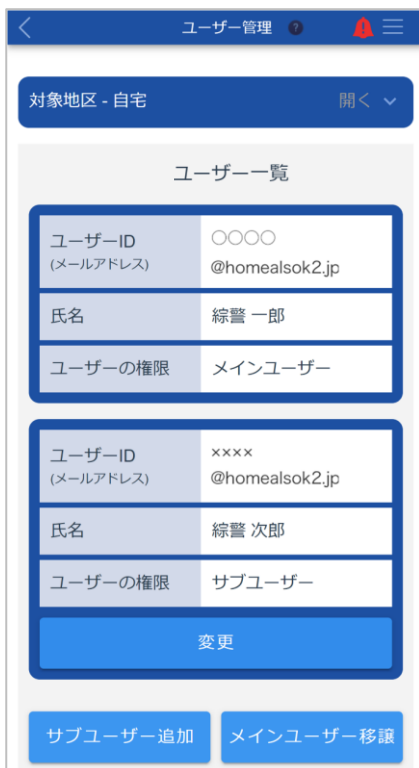 ユーザー管理 ?
対象地区 - 自宅 開く
ユーザー一覧
ユーザーID
(メールアドレス)
○○○○
@homealsok2.jp
氏名 綜警 一郎
ユーザーの権限 メインユーザー
ユーザーID
(メールアドレス)
××××
@homealsok2.jp
氏名 綜警 次郎
ユーザーの権限 サブユーザー
変更
サブユーザー追加 メインユーザー移譲